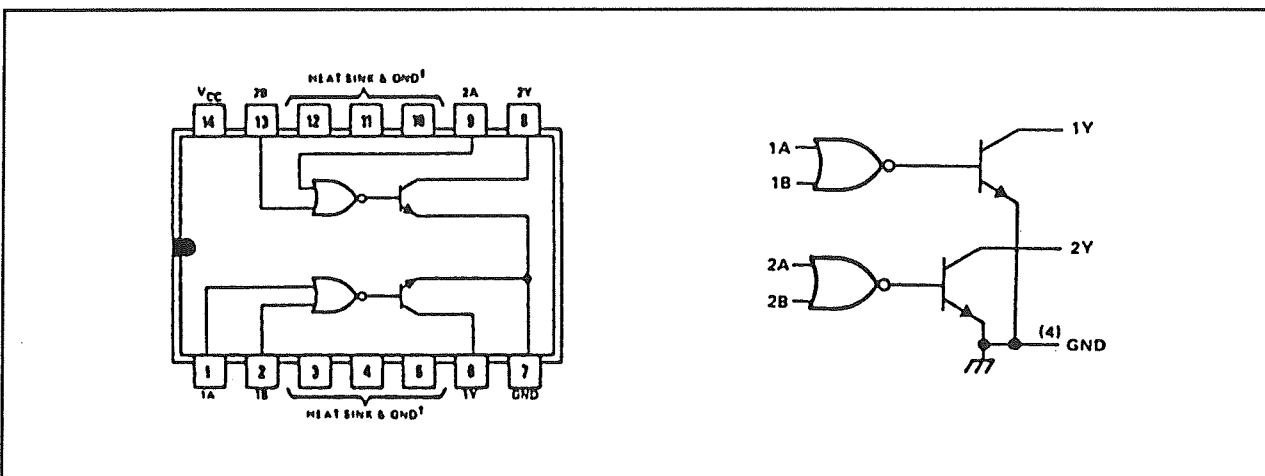 HEAT SINK & GND†
VCC 2B 2A 2Y
14 13 12 11 10 9 8
1 2 3 4 5 6 7
1A 1B 1Y GND
HEAT SINK & GND†
1A
1B
1Y
2A
2B
2Y
(4)
GND